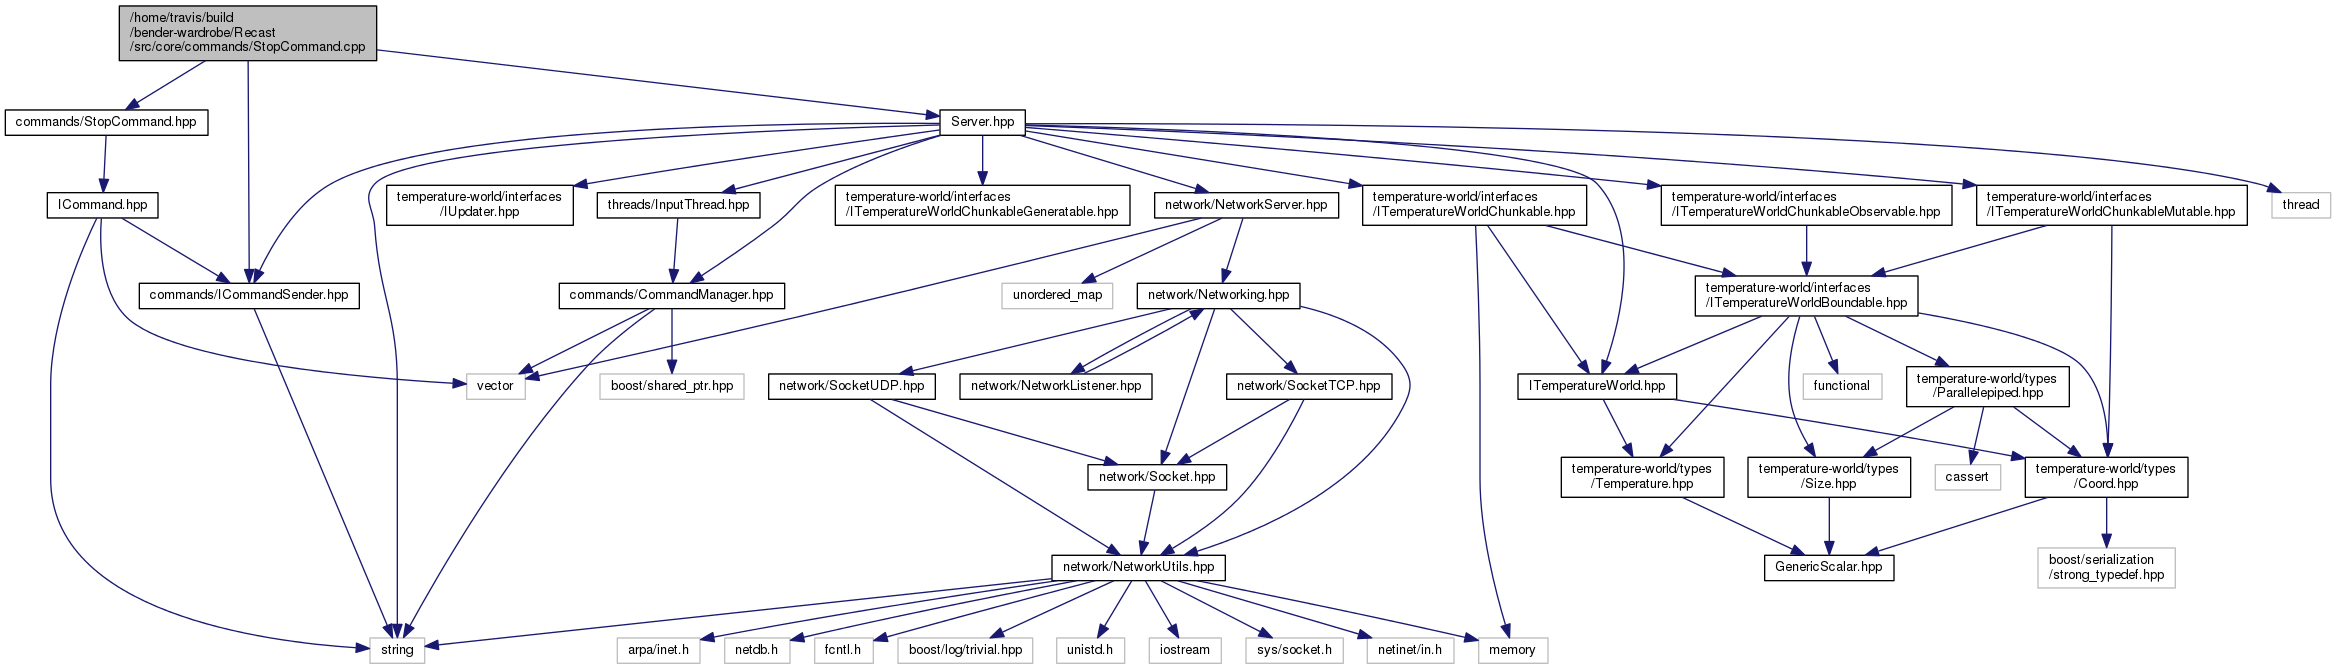 /home/travis/build
/bender-wardrobe/Recast
/src/core/commands/StopCommand.cpp
commands/StopCommand.hpp
Server.hpp
ICommand.hpp
temperature-world/interfaces
/IUpdater.hpp
threads/InputThread.hpp
temperature-world/interfaces
/ITemperatureWorldChunkableGeneratable.hpp
network/NetworkServer.hpp
temperature-world/interfaces
/ITemperatureWorldChunkable.hpp
temperature-world/interfaces
/ITemperatureWorldChunkableObservable.hpp
temperature-world/interfaces
/ITemperatureWorldChunkableMutable.hpp
thread
commands/ICommandSender.hpp
commands/CommandManager.hpp
unordered_map
network/Networking.hpp
temperature-world/interfaces
/ITemperatureWorldBoundable.hpp
vector
boost/shared_ptr.hpp
network/SocketUDP.hpp
network/NetworkListener.hpp
network/SocketTCP.hpp
ITemperatureWorld.hpp
functional
temperature-world/types
/Parallelepiped.hpp
network/Socket.hpp
temperature-world/types
/Temperature.hpp
temperature-world/types
/Size.hpp
cassert
temperature-world/types
/Coord.hpp
network/NetworkUtils.hpp
GenericScalar.hpp
boost/serialization
/strong_typedef.hpp
string
arpa/inet.h
netdb.h
fcntl.h
boost/log/trivial.hpp
unistd.h
iostream
sys/socket.h
netinet/in.h
memory